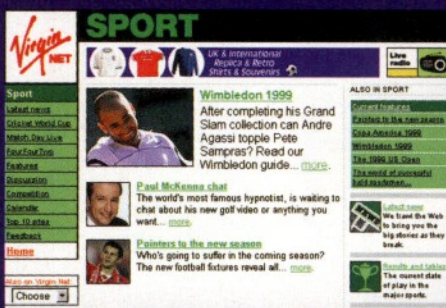 Virgin
NET
SPORT
UK & International
Replica & Retro
Shirts & Souvenirs
Live
radio
Sport
Latest news
Cricket World Cup
Match Day Live
FourFourTwo
Features
Discussion
Competition
Calendar
Top 10 sites
Feedback
Home
Also on Virgin Net
Choose
Wimbledon 1999
After completing his Grand
Slam collection can Andre
Agassi topple Pete
Sampras? Read our
Wimbledon guide... more.
Paul McKenna chat
The world's most famous hypnotist, is waiting to
chat about his new golf video or anything you
want... more.
Pointers to the new season
Who's going to suffer in the coming season?
The new football fixtures reveal all... more.
ALSO IN SPORT
Current features
Pointers to the new season
Copa America 1999
Wimbledon 1999
The 1999 US Open
The world of successful
bald sportsmen...
Latest news
We trawl the Web
to bring you the
big stories as they
break.
Results and tables
The current state
of play in the
major sports.